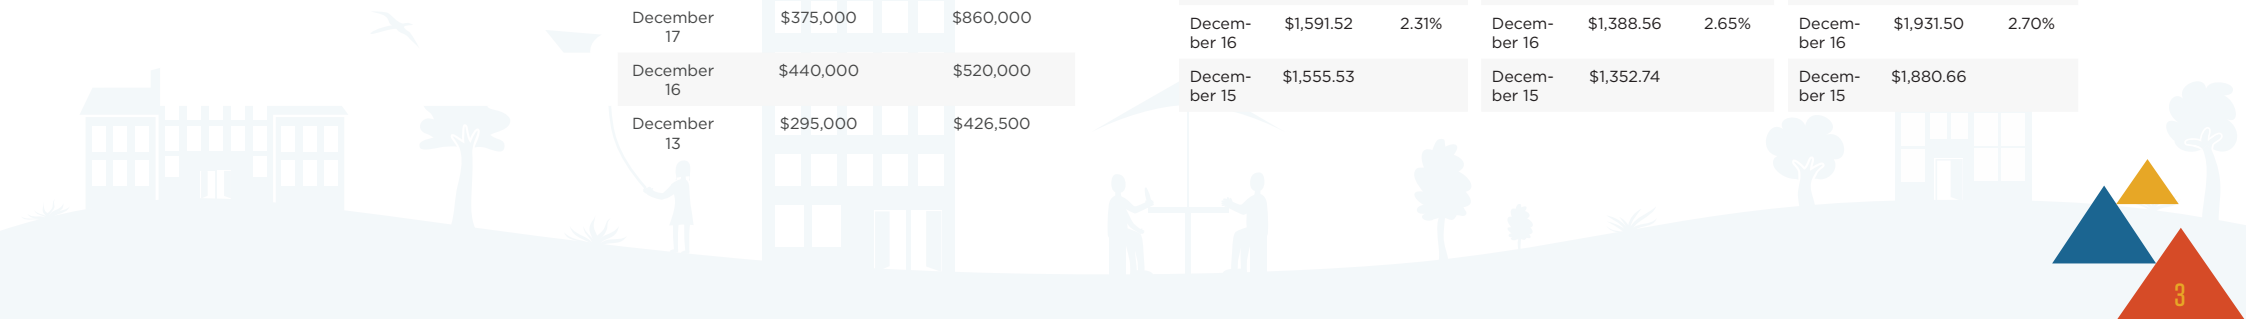 December $375,000 $860,000
17
December $440,000 $520,000
16
December $295,000 $426,500
13
Decem- $1,591.52 2.31%
ber 16
Decem- $1,555.53
ber 15
Decem- $1,388.56 2.65%
ber 16
Decem- $1,352.74
ber 15
Decem- $1,931.50 2.70%
ber 16
Decem- $1,880.66
ber 15
3